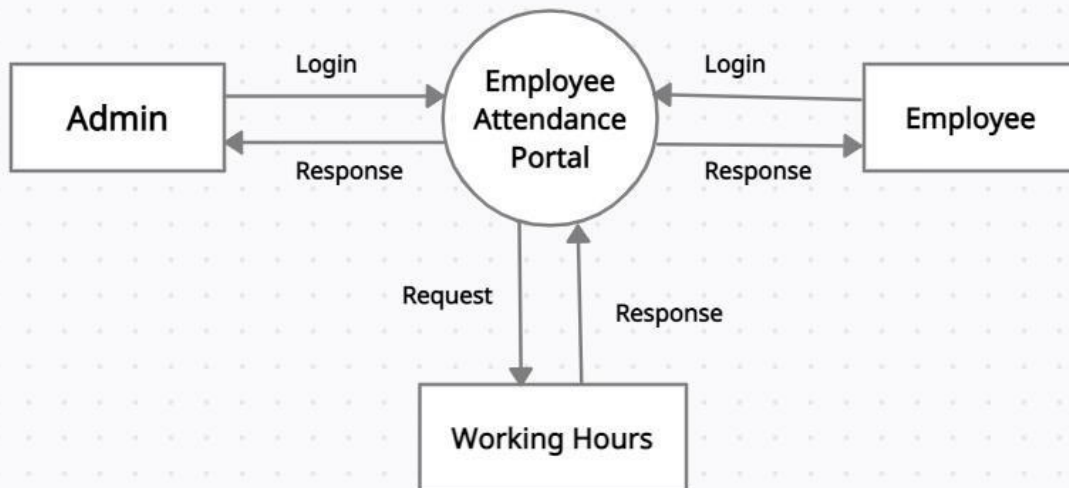 Login
Login
Admin
Employee
Attendance
Portal
Employee
Response
Response
Request
Response
Working Hours